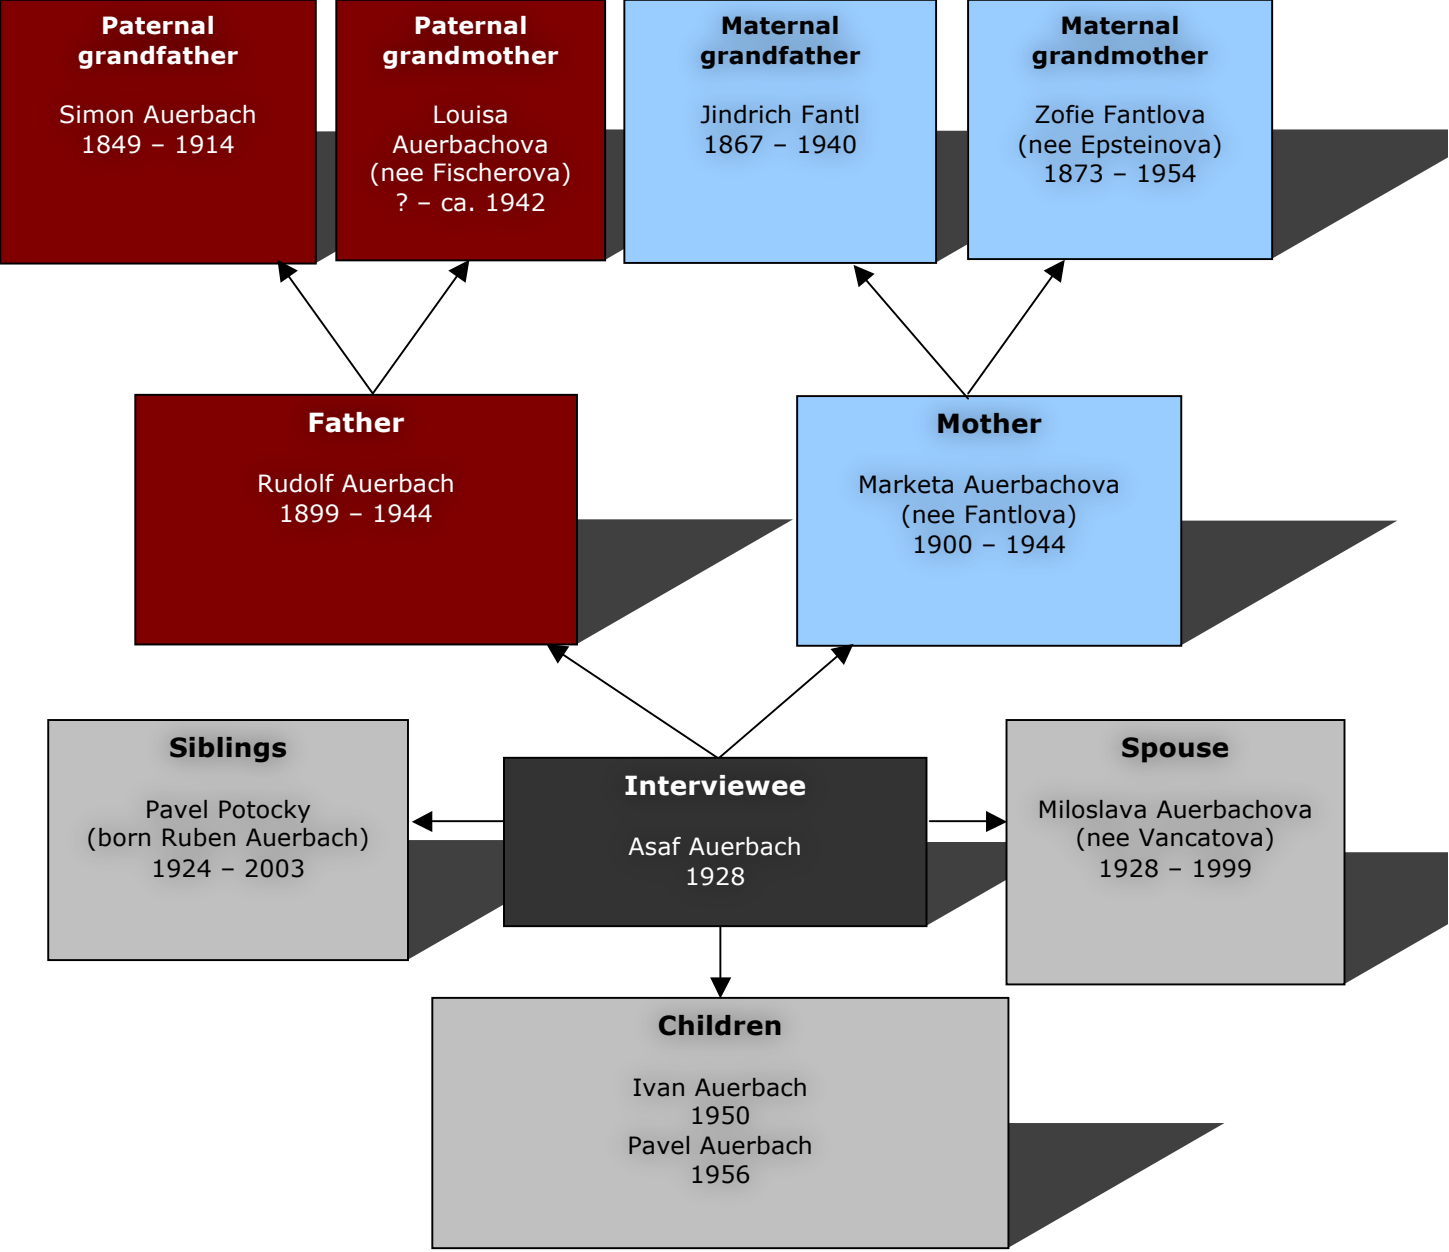 Paternal
grandfather
Simon Auerbach
1849 – 1914
Paternal
grandmother
Louisa
Auerbachova
(nee Fischerova)
? – ca. 1942
Maternal
grandfather
Jindrich Fantl
1867 – 1940
Maternal
grandmother
Zofie Fantlova
(nee Epsteinova)
1873 – 1954
Father
Rudolf Auerbach
1899 – 1944
Mother
Marketa Auerbachova
(nee Fantlova)
1900 – 1944
Siblings
Pavel Potocky
(born Ruben Auerbach)
1924 – 2003
Interviewee
Asaf Auerbach
1928
Spouse
Miloslava Auerbachova
(nee Vancatova)
1928 – 1999
Children
Ivan Auerbach
1950
Pavel Auerbach
1956